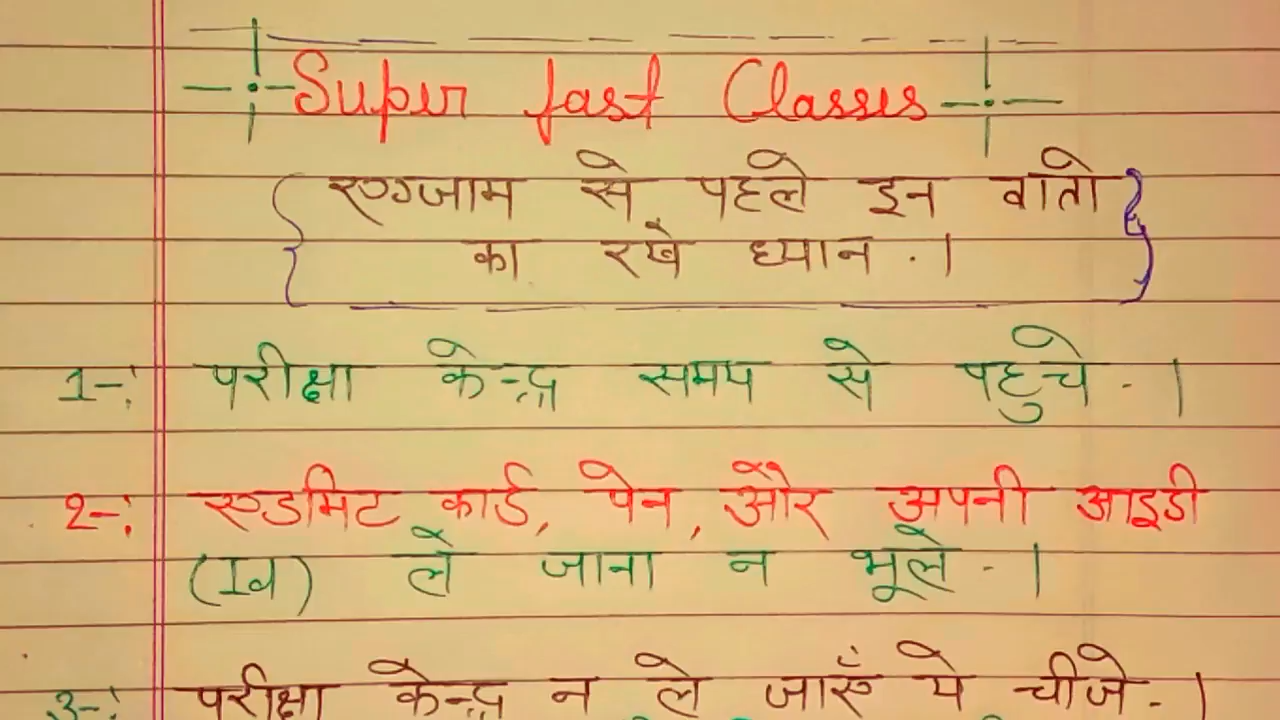 Super fast Classes
एग्जाम से पहले इन वातो
का रखे ध्यान .।
1-: परीक्षा केन्द्र समय से पहुचे - ।
2-: एडमिट कार्ड, पेन, और अपनी आइडी
(Id) ले जाना न भूले - ।
3-: परीक्षा केन्द्र न ले जाएँ ये चीजे - ।